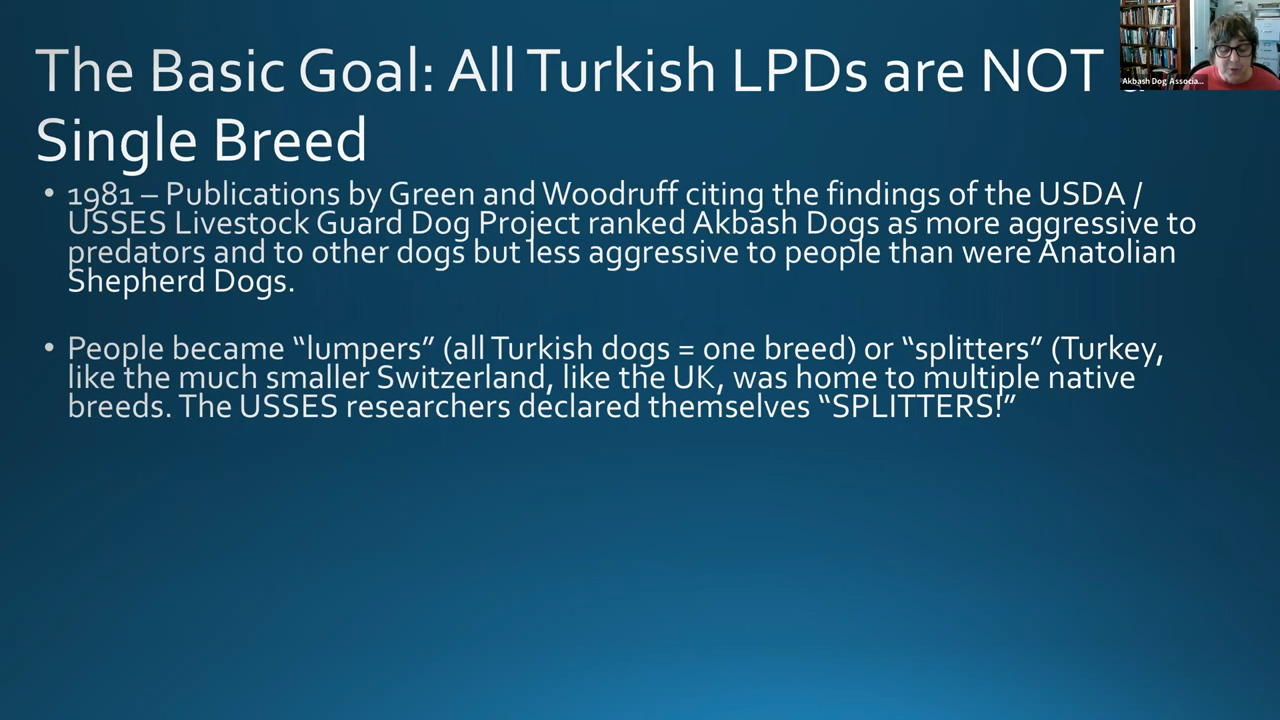 The Basic Goal: All Turkish LPDs are NOT
Single Breed
• 1981 – Publications by Green and Woodruff citing the findings of the USDA /
USSES Livestock Guard Dog Project ranked Akbash Dogs as more aggressive to
predators and to other dogs but less aggressive to people than were Anatolian
Shepherd Dogs.
• People became “lumpers” (all Turkish dogs = one breed) or “splitters” (Turkey,
like the much smaller Switzerland, like the UK, was home to multiple native
breeds. The USSES researchers declared themselves “SPLITTERS!”
Akbash Dog Associa...